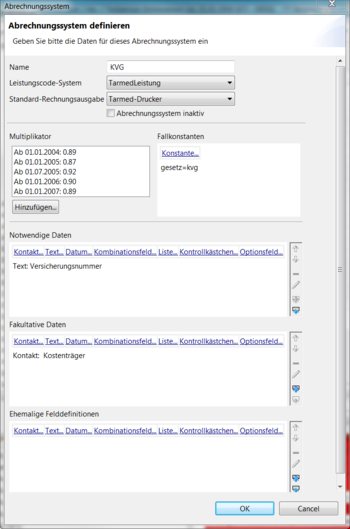 Abrechnungssystem
Abrechnungssystem definieren
Geben Sie bitte die Daten für dieses Abrechnungssystem ein
Name KVG
Leistungscode-System TarmedLeistung
Standard-Rechnungsausgabe Tarmed-Drucker
Abrechnungssystem inaktiv
Multiplikator Fallkonstanten
Ab 01.01.2004: 0.89
Ab 01.01.2005: 0.87
Ab 01.07.2005: 0.92
Ab 01.01.2006: 0.90
Ab 01.01.2007: 0.89
Konstante...
gesetz=kvg
Hinzufügen...
Notwendige Daten
Kontakt... Text... Datum... Kombinationsfeld... Liste... Kontrollkästchen... Optionsfeld...
Text: Versicherungsnummer
Fakultative Daten
Kontakt... Text... Datum... Kombinationsfeld... Liste... Kontrollkästchen... Optionsfeld...
Kontakt: Kostenträger
Ehemalige Felddefinitionen
Kontakt... Text... Datum... Kombinationsfeld... Liste... Kontrollkästchen... Optionsfeld...
OK Cancel